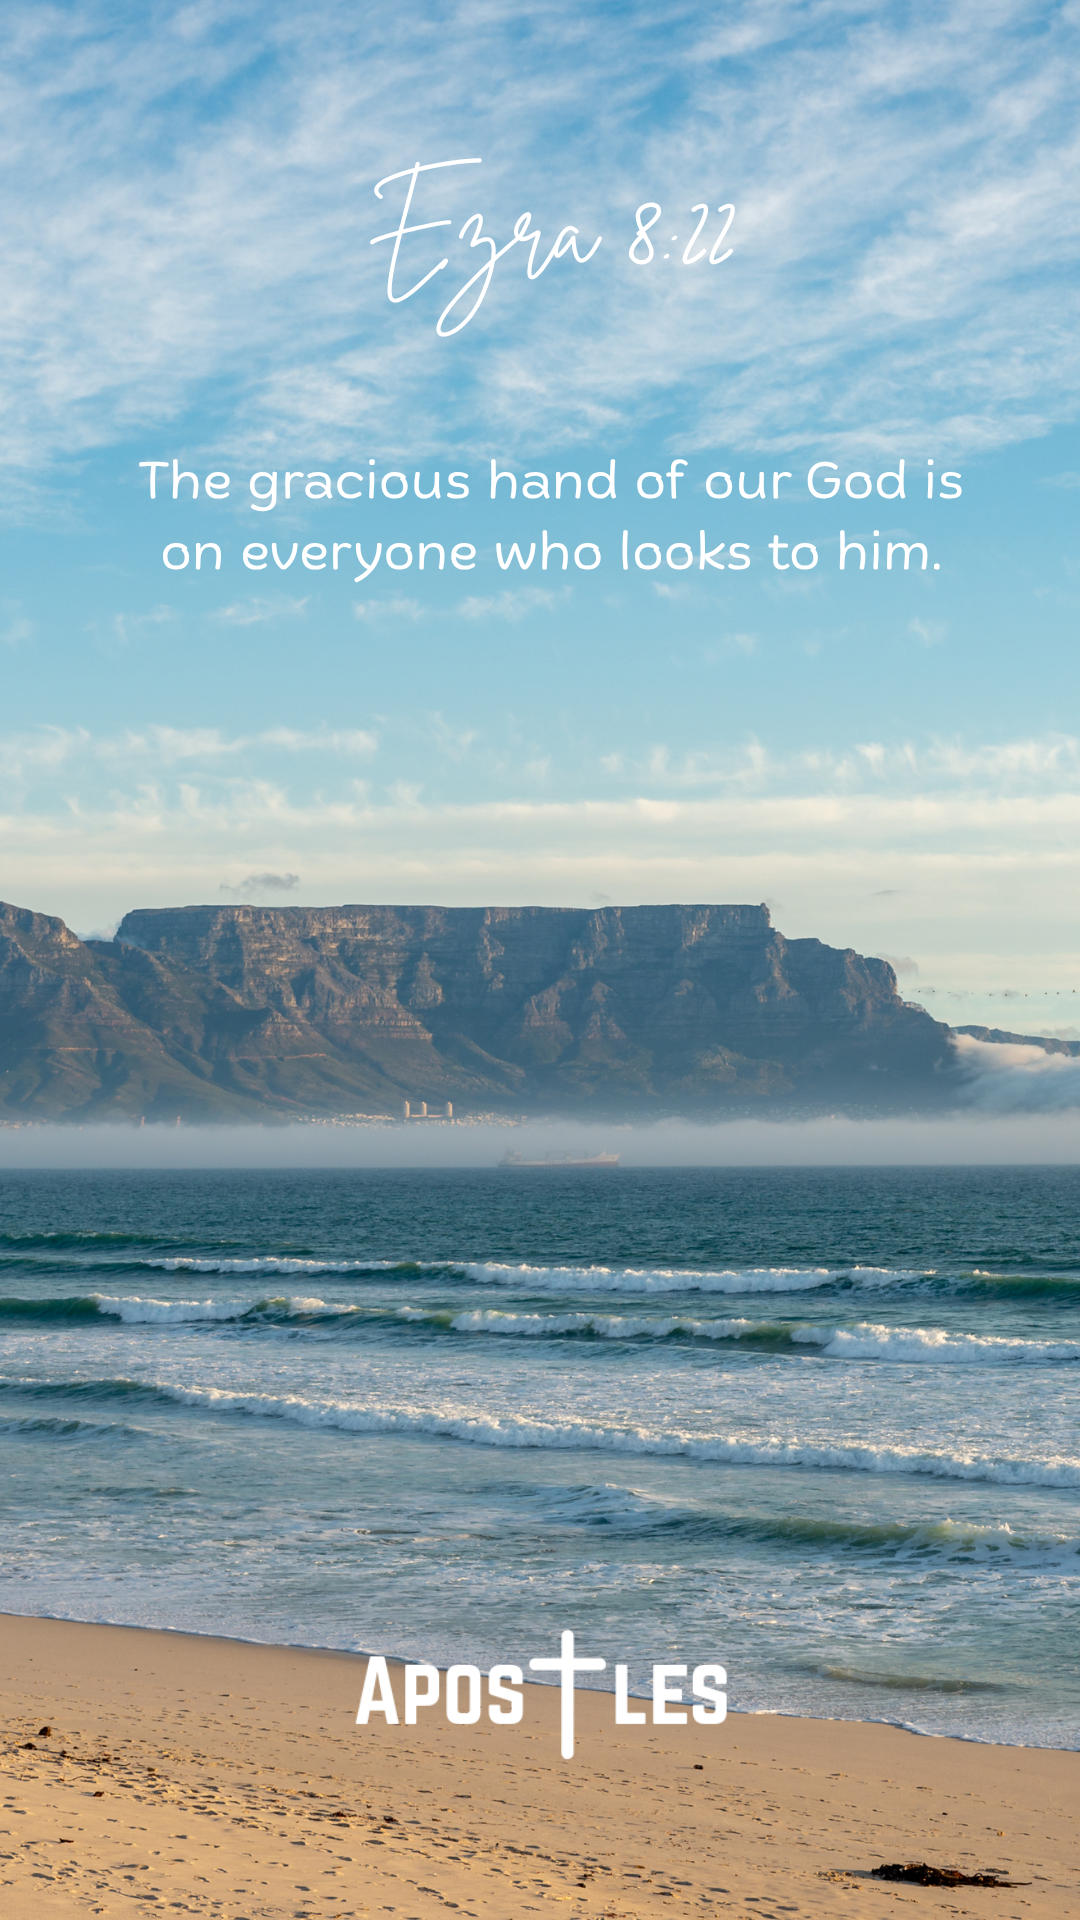 Ezra 8:22
The gracious hand of our God is
on everyone who looks to him.
APOSTLES